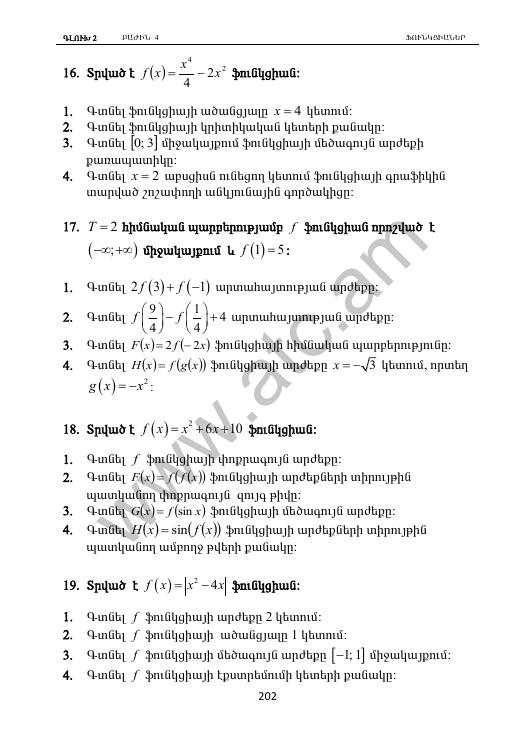 ԳԼՈՒԽ 2 ԲԱԺԻՆ 4 ՖՈՒՆԿՑԻԱՆԵՐ
16. Տրված է f(x) = x⁴/4 − 2x² ֆունկցիան:
1. Գտնել ֆունկցիայի ածանցյալը x = 4 կետում:
2. Գտնել ֆունկցիայի կրիտիկական կետերի քանակը:
3. Գտնել [0; 3] միջակայքում ֆունկցիայի մեծագույն արժեքի
քառապատիկը:
4. Գտնել x = 2 աբսցիսն ունեցող կետում ֆունկցիայի գրաֆիկին
տարված շոշափողի անկյունային գործակիցը:
17. T = 2 հիմնական պարբերությամբ f ֆունկցիան որոշված է
(−∞;+∞) միջակայքում և f(1) = 5:
1. Գտնել 2f(3) + f(−1) արտահայտության արժեքը:
2. Գտնել f(9/4) − f(1/4) + 4 արտահայտության արժեքը:
3. Գտնել F(x) = 2f(−2x) ֆունկցիայի հիմնական պարբերությունը:
4. Գտնել H(x) = f(g(x)) ֆունկցիայի արժեքը x = −√3 կետում, որտեղ
g(x) = −x²:
18. Տրված է f(x) = x² + 6x + 10 ֆունկցիան:
1. Գտնել f ֆունկցիայի փոքրագույն արժեքը:
2. Գտնել F(x) = f(f(x)) ֆունկցիայի արժեքների տիրույթին
պատկանող փոքրագույն զույգ թիվը:
3. Գտնել G(x) = f(sin x) ֆունկցիայի մեծագույն արժեքը:
4. Գտնել H(x) = sin(f(x)) ֆունկցիայի արժեքների տիրույթին
պատկանող ամբողջ թվերի քանակը:
19. Տրված է f(x) = |x² − 4x| ֆունկցիան:
1. Գտնել f ֆունկցիայի արժեքը 2 կետում:
2. Գտնել f ֆունկցիայի ածանցյալը 1 կետում:
3. Գտնել f ֆունկցիայի մեծագույն արժեքը [−1; 1] միջակայքում:
4. Գտնել f ֆունկցիայի էքստրեմումի կետերի քանակը:
202
www.atc.am